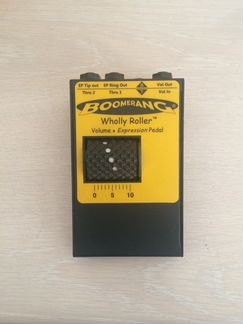 EP Tip out EP Ring Out Vol Out
Thru 2 Thru 1 Vol In
BOOMERANG
Wholly Roller™
Volume & Expression Pedal
0 5 10